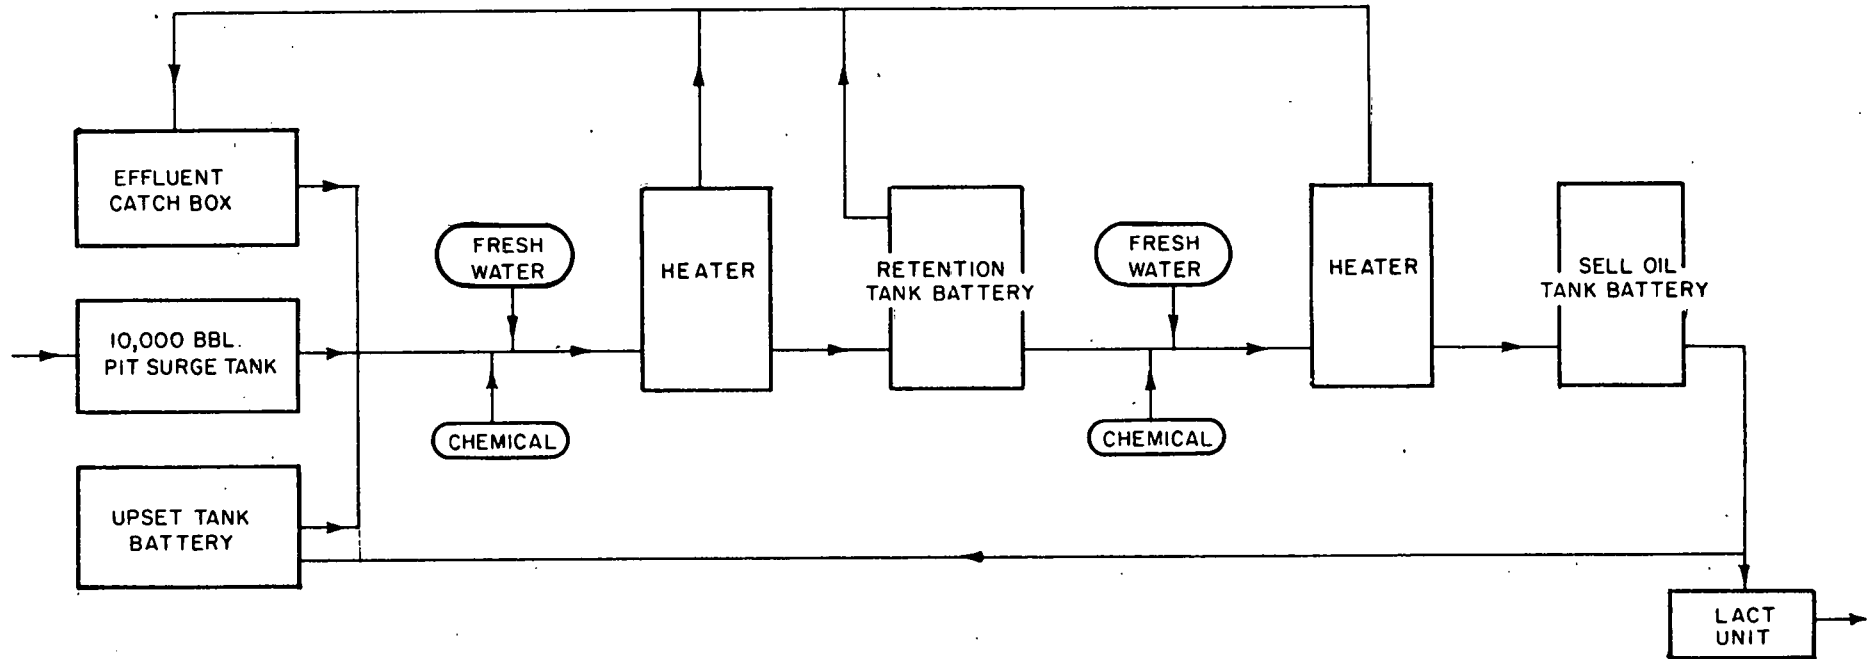 EFFLUENT
CATCH BOX
10,000 BBL.
PIT SURGE TANK
UPSET TANK
BATTERY
FRESH
WATER
CHEMICAL
HEATER
RETENTION
TANK BATTERY
FRESH
WATER
CHEMICAL
HEATER
SELL OIL
TANK BATTERY
LACT
UNIT